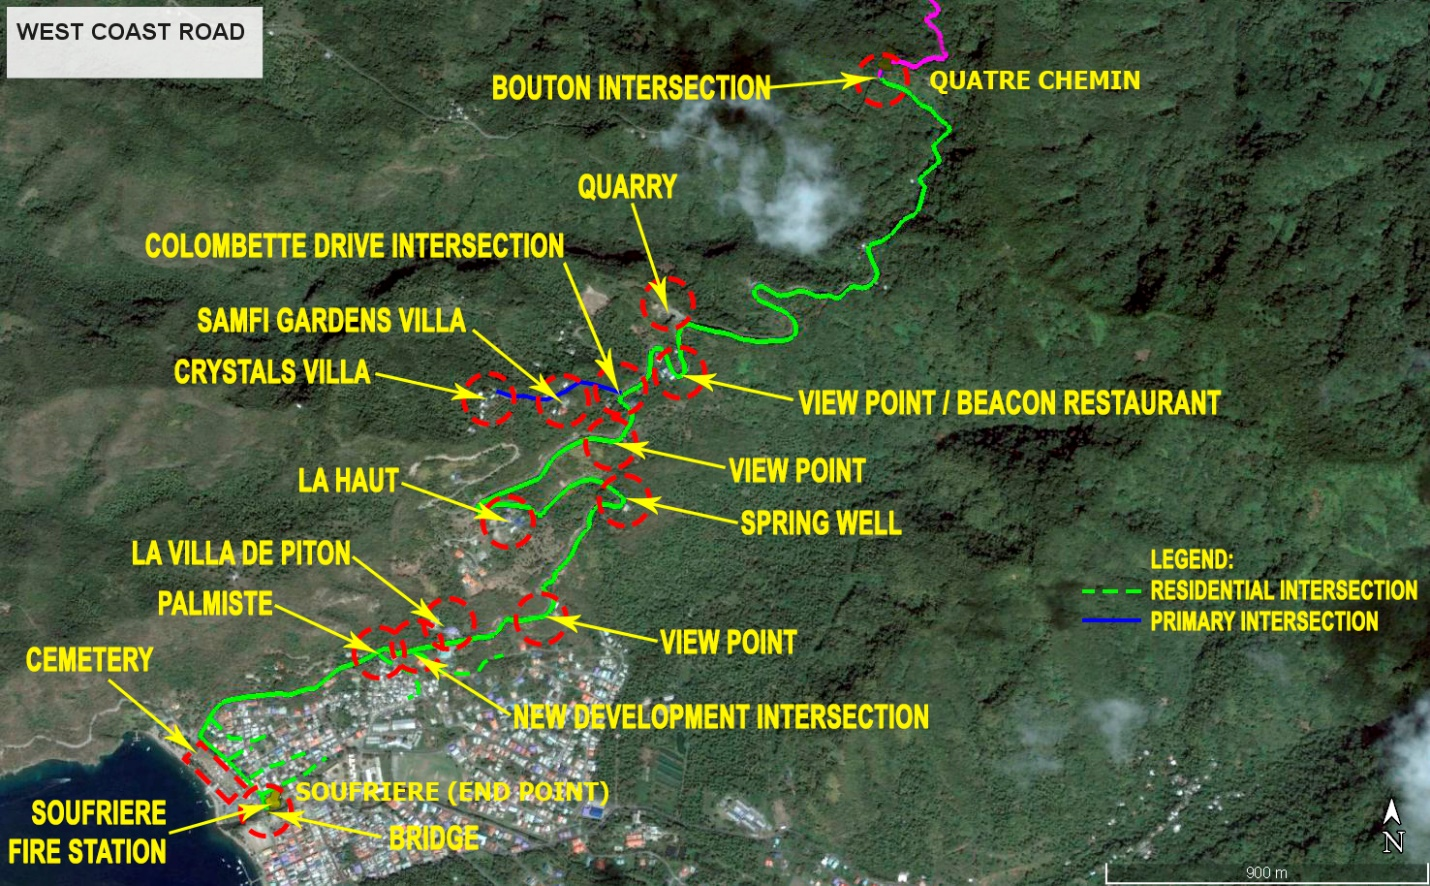 WEST COAST ROAD
BOUTON INTERSECTION
QUATRE CHEMIN
QUARRY
COLOMBETTE DRIVE INTERSECTION
SAMFI GARDENS VILLA
CRYSTALS VILLA
VIEW POINT / BEACON RESTAURANT
VIEW POINT
LA HAUT
SPRING WELL
LA VILLA DE PITON
PALMISTE
VIEW POINT
CEMETERY
NEW DEVELOPMENT INTERSECTION
LEGEND:
RESIDENTIAL INTERSECTION
PRIMARY INTERSECTION
SOUFRIERE (END POINT)
SOUFRIERE
FIRE STATION
BRIDGE
N
900 m